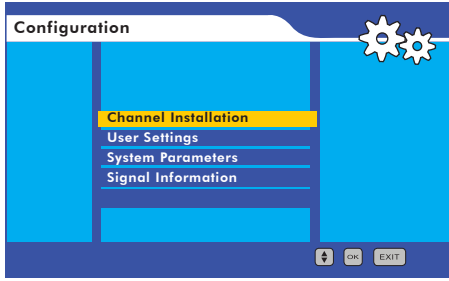 Configuration
Channel Installation
User Settings
System Parameters
Signal Information
OK EXIT